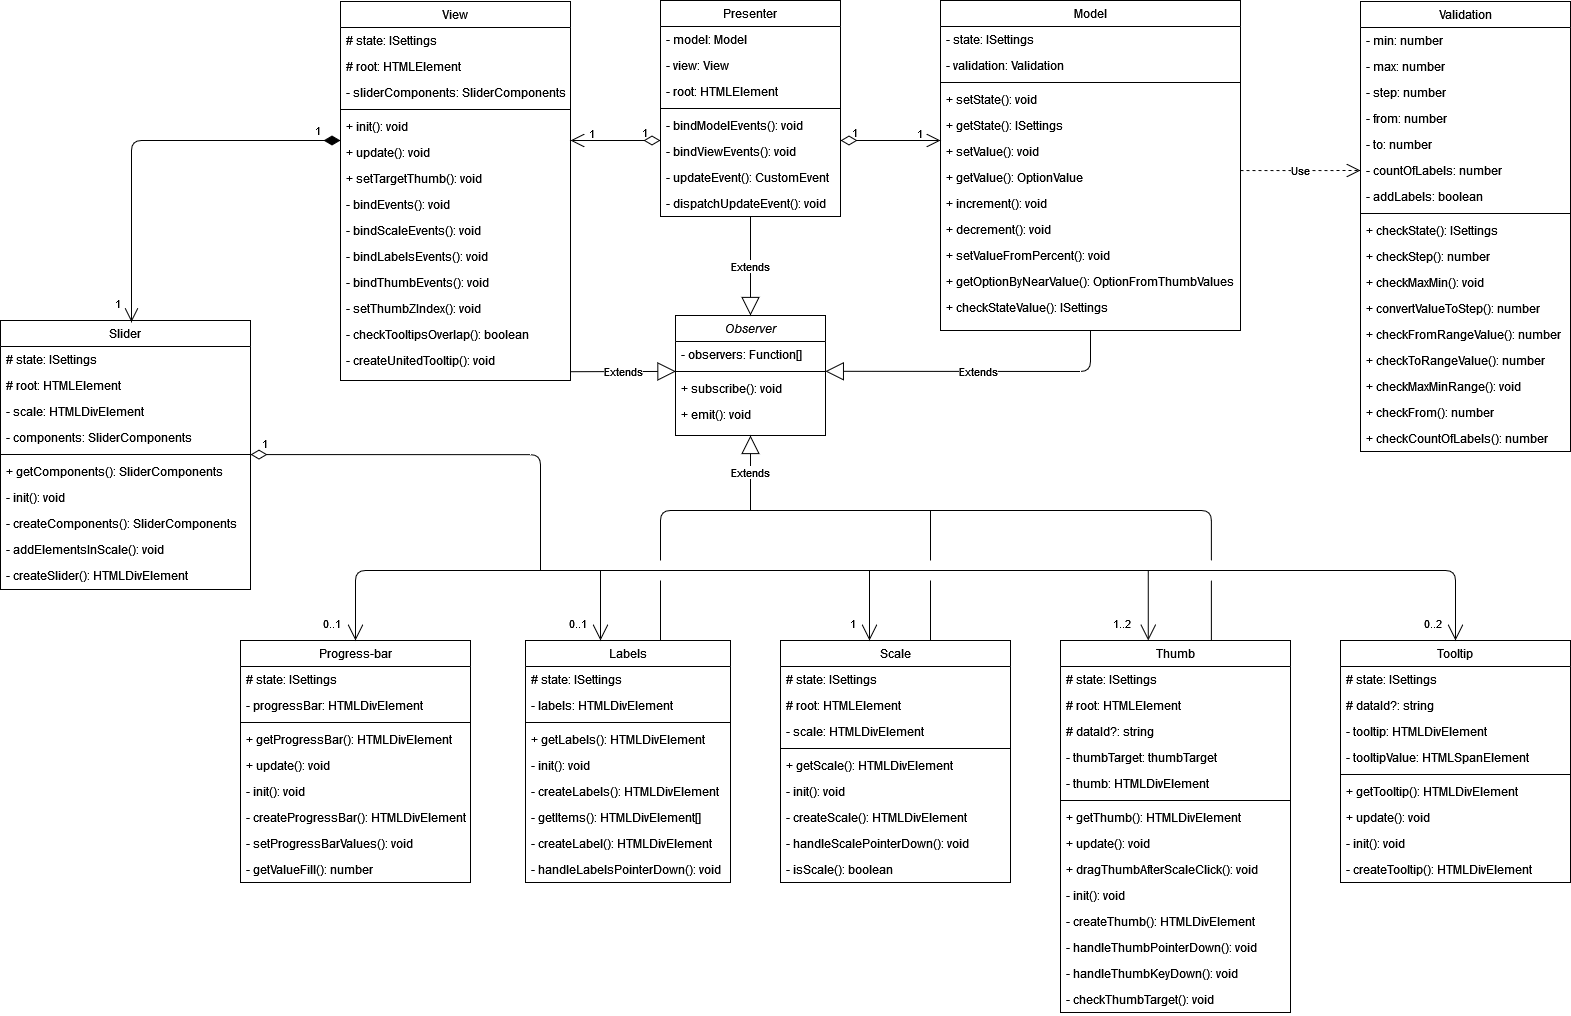 View
# state: ISettings
# root: HTMLElement
- sliderComponents: SliderComponents
+ init(): void
+ update(): void
+ setTargetThumb(): void
- bindEvents(): void
- bindScaleEvents(): void
- bindLabelsEvents(): void
- bindThumbEvents(): void
- setThumbZIndex(): void
- checkTooltipsOverlap(): boolean
- createUnitedTooltip(): void
Presenter
- model: Model
- view: View
- root: HTMLElement
- bindModelEvents(): void
- bindViewEvents(): void
- updateEvent(): CustomEvent
- dispatchUpdateEvent(): void
Model
- state: ISettings
- validation: Validation
+ setState(): void
+ getState(): ISettings
+ setValue(): void
+ getValue(): OptionValue
+ increment(): void
+ decrement(): void
+ setValueFromPercent(): void
+ getOptionByNearValue(): OptionFromThumbValues
+ checkStateValue(): ISettings
Validation
- min: number
- max: number
- step: number
- from: number
- to: number
- countOfLabels: number
- addLabels: boolean
+ checkState(): ISettings
+ checkStep(): number
+ checkMaxMin(): void
+ convertValueToStep(): number
+ checkFromRangeValue(): number
+ checkToRangeValue(): number
+ checkMaxMinRange(): void
+ checkFrom(): number
+ checkCountOfLabels(): number
1
1
1
1
1
Use
1
Extends
Extends
Extends
Observer
- observers: Function[]
+ subscribe(): void
+ emit(): void
Extends
Slider
# state: ISettings
# root: HTMLElement
- scale: HTMLDivElement
- components: SliderComponents
+ getComponents(): SliderComponents
- init(): void
- createComponents(): SliderComponents
- addElementsInScale(): void
- createSlider(): HTMLDivElement
1
0..1
0..1
1
1..2
0..2
Progress-bar
# state: ISettings
- progressBar: HTMLDivElement
+ getProgressBar(): HTMLDivElement
+ update(): void
- init(): void
- createProgressBar(): HTMLDivElement
- setProgressBarValues(): void
- getValueFill(): number
Labels
# state: ISettings
- labels: HTMLDivElement
+ getLabels(): HTMLDivElement
- init(): void
- createLabels(): HTMLDivElement
- getItems(): HTMLDivElement[]
- createLabel(): HTMLDivElement
- handleLabelsPointerDown(): void
Scale
# state: ISettings
# root: HTMLElement
- scale: HTMLDivElement
+ getScale(): HTMLDivElement
- init(): void
- createScale(): HTMLDivElement
- handleScalePointerDown(): void
- isScale(): boolean
Thumb
# state: ISettings
# root: HTMLElement
# dataId?: string
- thumbTarget: thumbTarget
- thumb: HTMLDivElement
+ getThumb(): HTMLDivElement
+ update(): void
+ dragThumbAfterScaleClick(): void
- init(): void
- createThumb(): HTMLDivElement
- handleThumbPointerDown(): void
- handleThumbKeyDown(): void
- checkThumbTarget(): void
Tooltip
# state: ISettings
# dataId?: string
- tooltip: HTMLDivElement
- tooltipValue: HTMLSpanElement
+ getTooltip(): HTMLDivElement
+ update(): void
- init(): void
- createTooltip(): HTMLDivElement